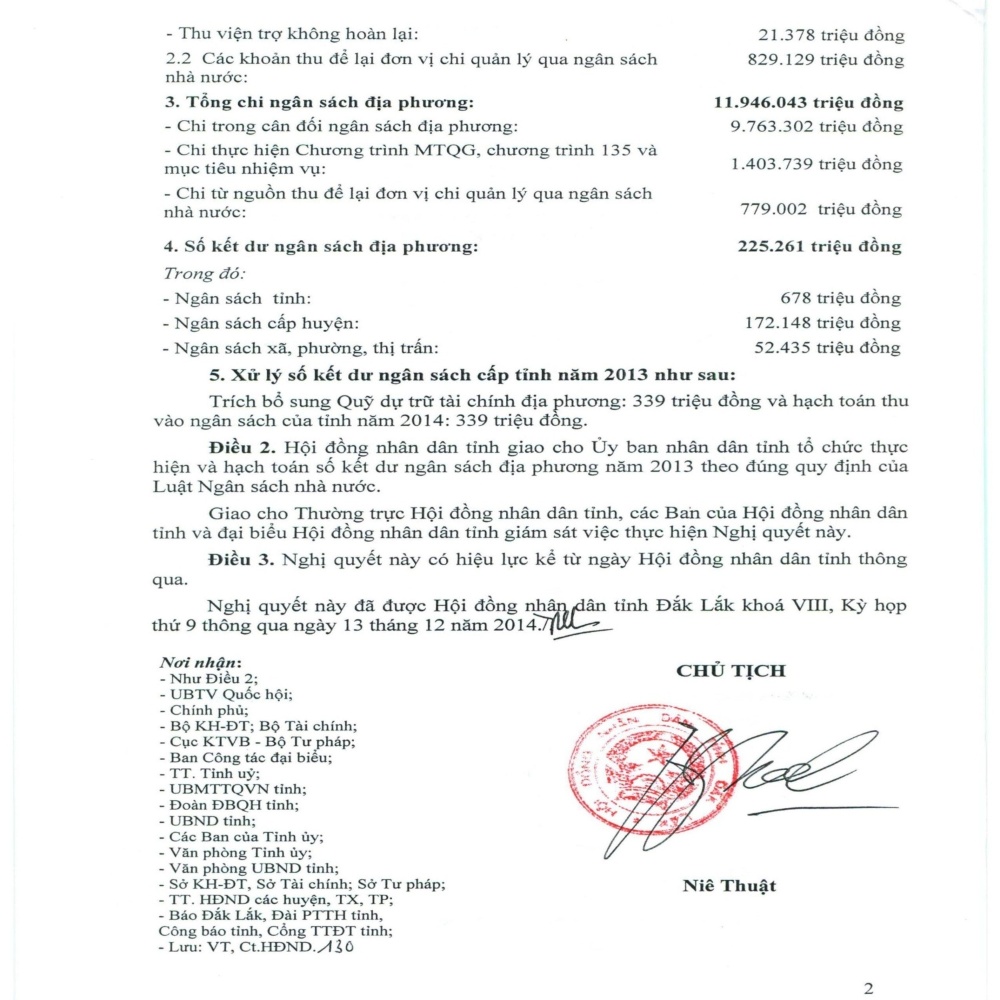 - Thu viện trợ không hoàn lại: 21.378 triệu đồng
2.2 Các khoản thu để lại đơn vị chi quản lý qua ngân sách 829.129 triệu đồng
nhà nước:
3. Tổng chi ngân sách địa phương: 11.946.043 triệu đồng
- Chi trong cân đối ngân sách địa phương: 9.763.302 triệu đồng
- Chi thực hiện Chương trình MTQG, chương trình 135 và
mục tiêu nhiệm vụ: 1.403.739 triệu đồng
- Chi từ nguồn thu để lại đơn vị chi quản lý qua ngân sách
nhà nước: 779.002 triệu đồng
4. Số kết dư ngân sách địa phương: 225.261 triệu đồng
Trong đó:
- Ngân sách tỉnh: 678 triệu đồng
- Ngân sách cấp huyện: 172.148 triệu đồng
- Ngân sách xã, phường, thị trấn: 52.435 triệu đồng
5. Xử lý số kết dư ngân sách cấp tỉnh năm 2013 như sau:
Trích bổ sung Quỹ dự trữ tài chính địa phương: 339 triệu đồng và hạch toán thu
vào ngân sách của tỉnh năm 2014: 339 triệu đồng.
Điều 2. Hội đồng nhân dân tỉnh giao cho Ủy ban nhân dân tỉnh tổ chức thực
hiện và hạch toán số kết dư ngân sách địa phương năm 2013 theo đúng quy định của
Luật Ngân sách nhà nước.
Giao cho Thường trực Hội đồng nhân dân tỉnh, các Ban của Hội đồng nhân dân
tỉnh và đại biểu Hội đồng nhân dân tỉnh giám sát việc thực hiện Nghị quyết này.
Điều 3. Nghị quyết này có hiệu lực kể từ ngày Hội đồng nhân dân tỉnh thông
qua.
Nghị quyết này đã được Hội đồng nhân dân tỉnh Đắk Lắk khoá VIII, Kỳ họp
thứ 9 thông qua ngày 13 tháng 12 năm 2014./.
Nơi nhận:
- Như Điều 2;
- UBTV Quốc hội;
- Chính phủ;
- Bộ KH-ĐT; Bộ Tài chính;
- Cục KTVB - Bộ Tư pháp;
- Ban Công tác đại biểu;
- TT. Tỉnh uỷ;
- UBMTTQVN tỉnh;
- Đoàn ĐBQH tỉnh;
- UBND tỉnh;
- Các Ban của Tỉnh ủy;
- Văn phòng Tỉnh ủy;
- Văn phòng UBND tỉnh;
- Sở KH-ĐT, Sở Tài chính; Sở Tư pháp;
- TT. HĐND các huyện, TX, TP;
- Báo Đắk Lắk, Đài PTTH tỉnh,
Công báo tỉnh, Cổng TTĐT tỉnh;
- Lưu: VT, Ct.HĐND.130
CHỦ TỊCH
HỘI ĐỒNG NHÂN DÂN TỈNH ĐẮK LẮK
Niê Thuật
2